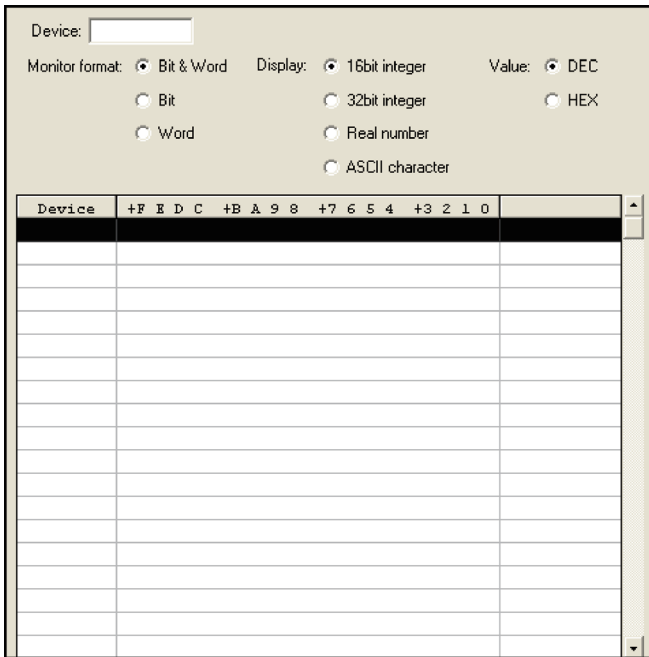 Device:
Monitor format: Bit & Word Display: 16bit integer Value: DEC
Bit 32bit integer HEX
Word Real number
ASCII character
Device +F E D C +B A 9 8 +7 6 5 4 +3 2 1 0